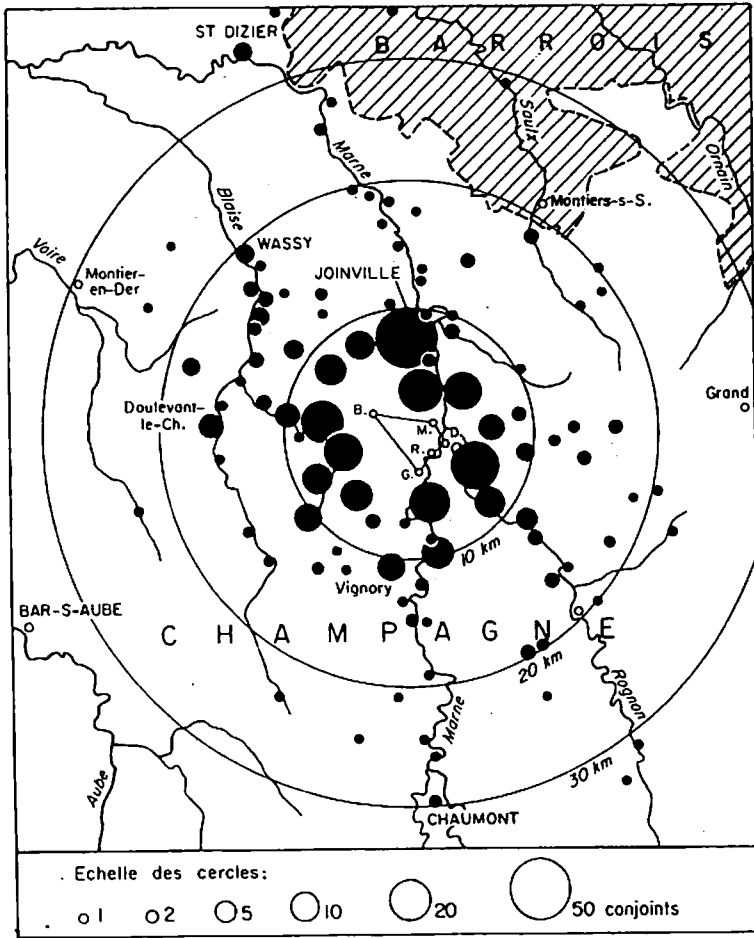 ST DIZIER
B A R R O I S
Saulx
Ornain
Marne
Blaise
Montiers-s-S.
Voire
WASSY
Montier-
en-Der
JOINVILLE
Grand
B.
M.
D.
Doulevant-
le-Ch.
R.
G.
10 km
Vignory
BAR-S-AUBE
C H A M P A G N E
20 km
Rognon
Marne
30 km
Aube
CHAUMONT
Echelle des cercles:
1 2 5 10 20 50 conjoints